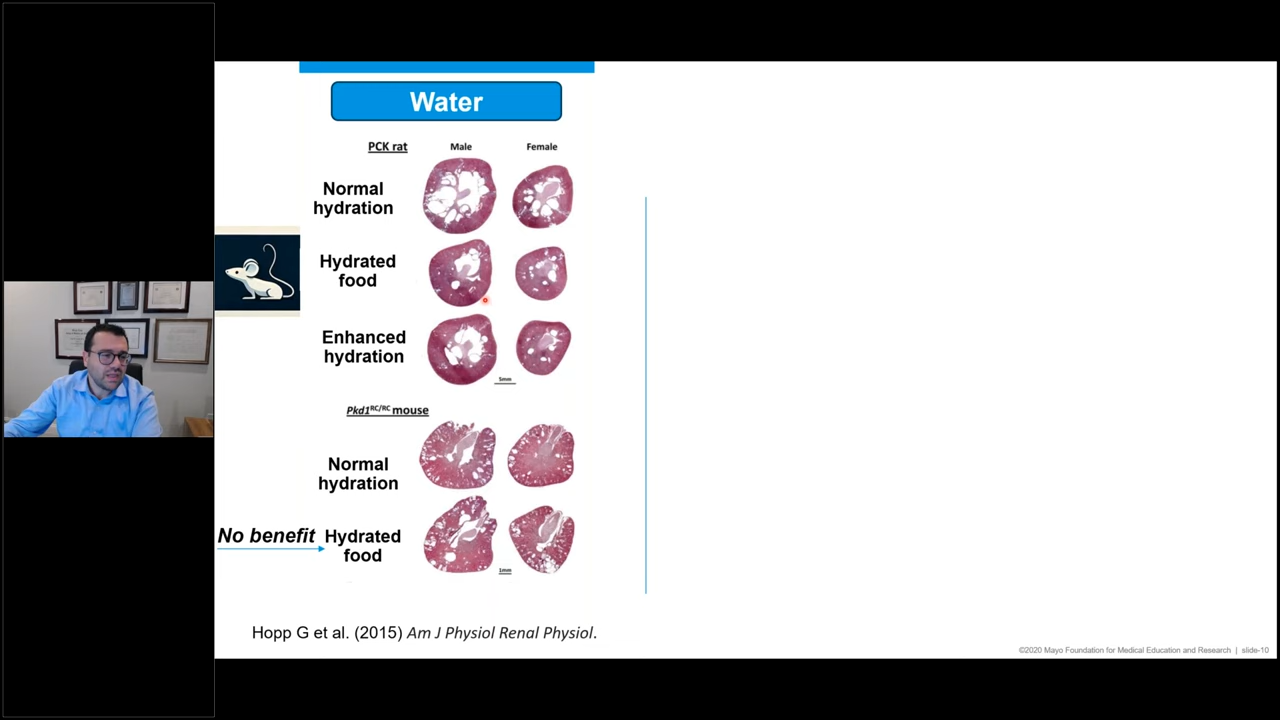 Water
PCK rat Male Female
Normal
hydration
Hydrated
food
Enhanced
hydration
5mm
Pkd1RC/RC mouse
Normal
hydration
No benefit
Hydrated
food
1mm
Hopp G et al. (2015) Am J Physiol Renal Physiol.
©2020 Mayo Foundation for Medical Education and Research | slide-10